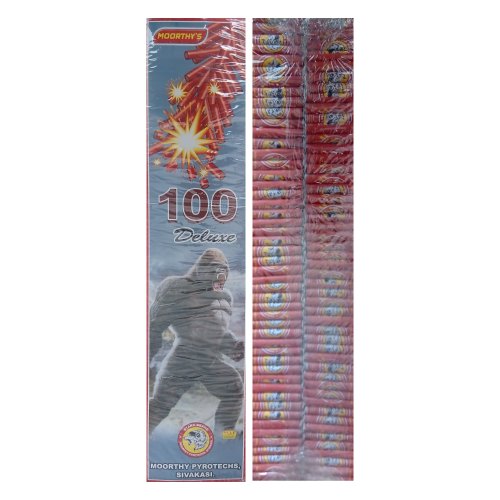 MOORTHY'S
100
Deluxe
MOORTHY PYROTECHS,
SIVAKASI.